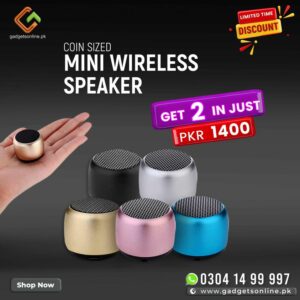 gadgetsonline.pk
LIMITED TIME
DISCOUNT
COIN SIZED
MINI WIRELESS
SPEAKER
GET 2 IN JUST
PKR 1400
Shop Now
0304 14 99 997
www.gadgetsonline.pk